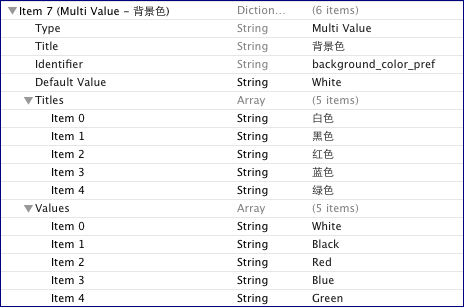 Item 7 (Multi Value – 背景色) Diction... (6 items)
Type String Multi Value
Title String 背景色
Identifier String background_color_pref
Default Value String White
Titles Array (5 items)
Item 0 String 白色
Item 1 String 黑色
Item 2 String 红色
Item 3 String 蓝色
Item 4 String 绿色
Values Array (5 items)
Item 0 String White
Item 1 String Black
Item 2 String Red
Item 3 String Blue
Item 4 String Green